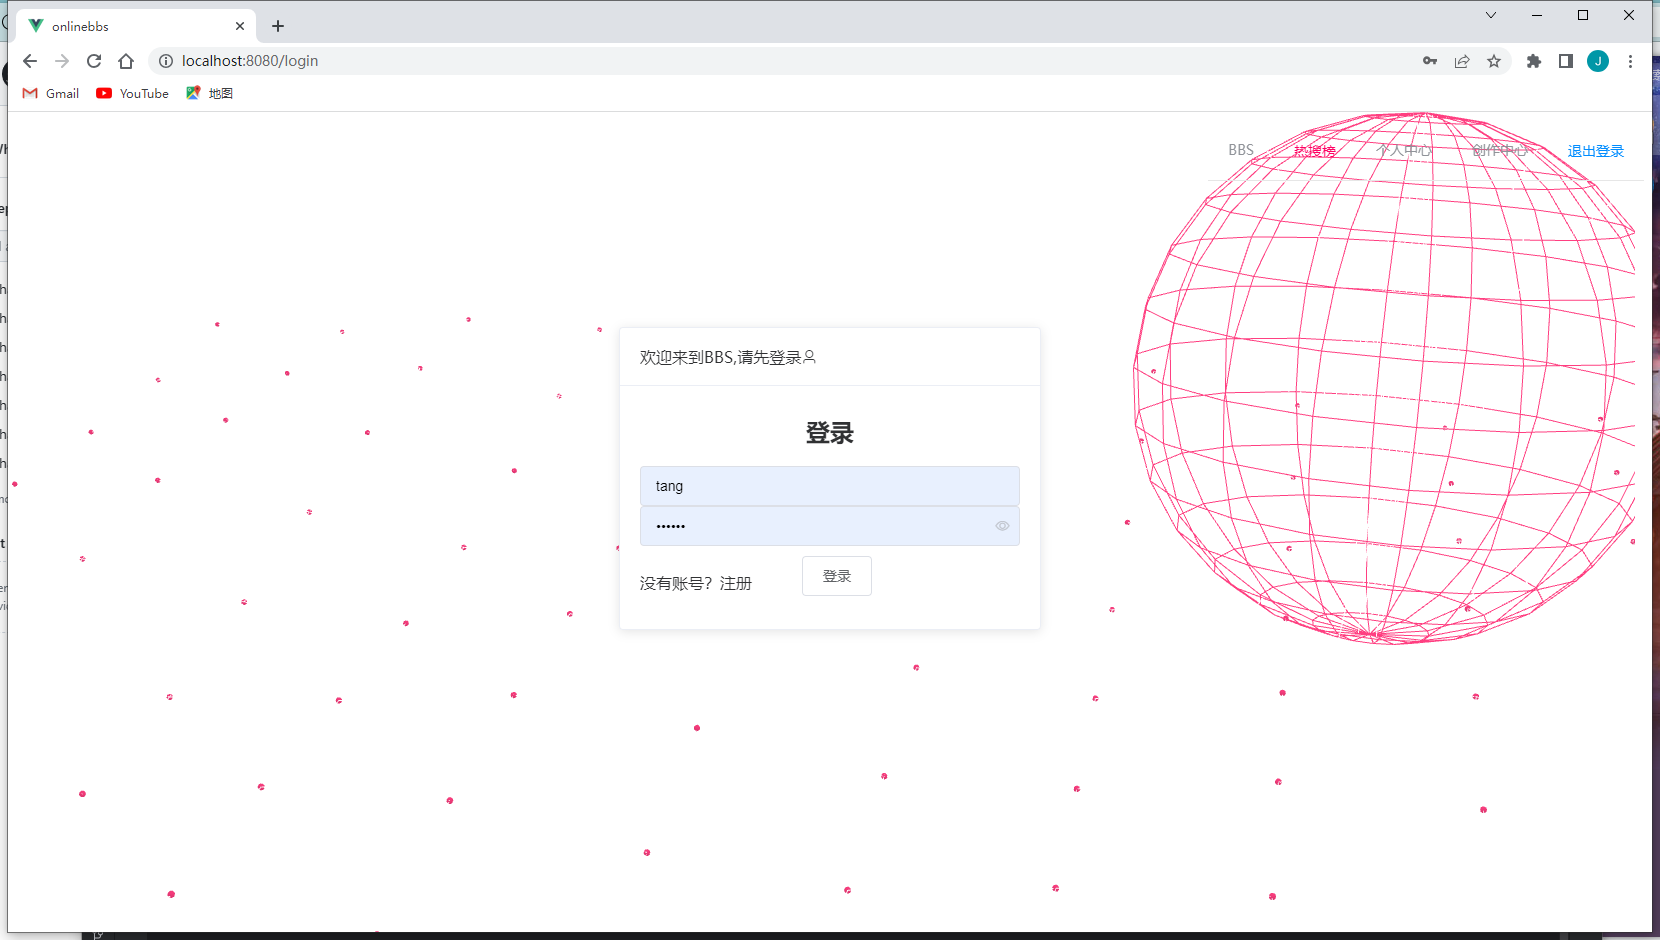 onlinebbs
localhost:8080/login
J
Gmail
YouTube
地图
BBS
热搜榜
个人中心
创作中心
退出登录
欢迎来到BBS,请先登录
登录
tang
••••••
没有账号？注册
登录